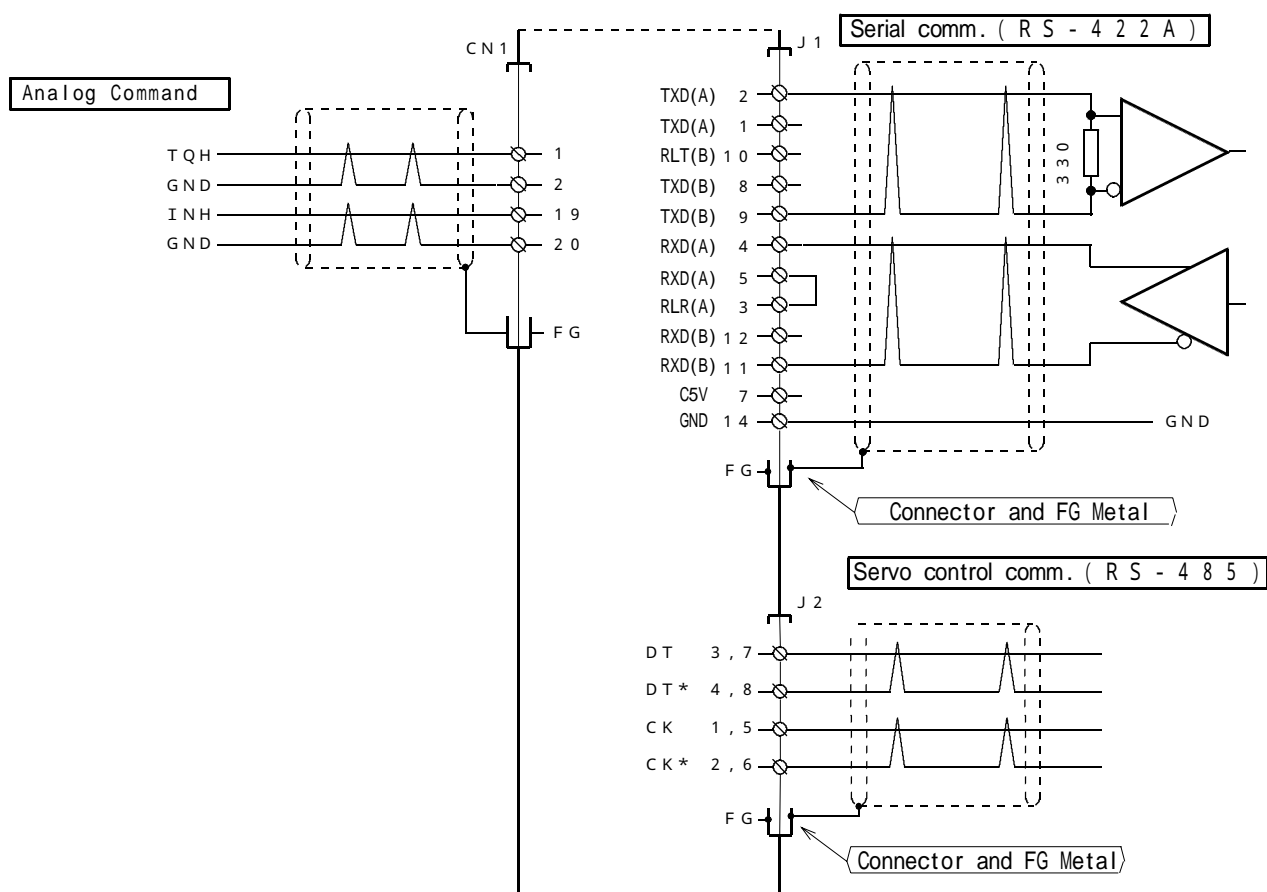 Serial comm. ( RS-422A )
CN1
J1
Analog Command
TQH 1
GND 2
INH 19
GND 20
FG
TXD(A) 2
TXD(A) 1
RLT(B) 10
TXD(B) 8
TXD(B) 9
RXD(A) 4
RXD(A) 5
RLR(A) 3
RXD(B) 12
RXD(B) 11
C5V 7
GND 14
GND
330
FG
Connector and FG Metal
Servo control comm. ( RS-485 )
J2
DT 3,7
DT* 4,8
CK 1,5
CK* 2,6
FG
Connector and FG Metal